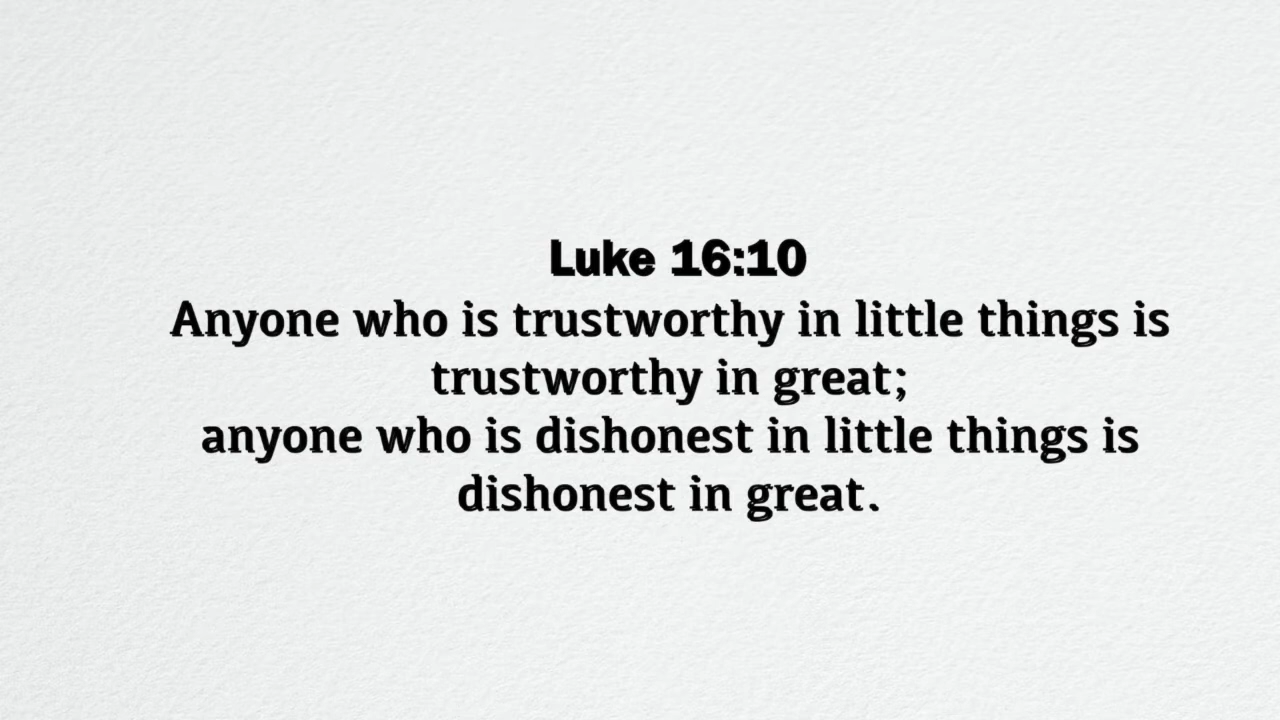 Luke 16:10
Anyone who is trustworthy in little things is
trustworthy in great;
anyone who is dishonest in little things is
dishonest in great.